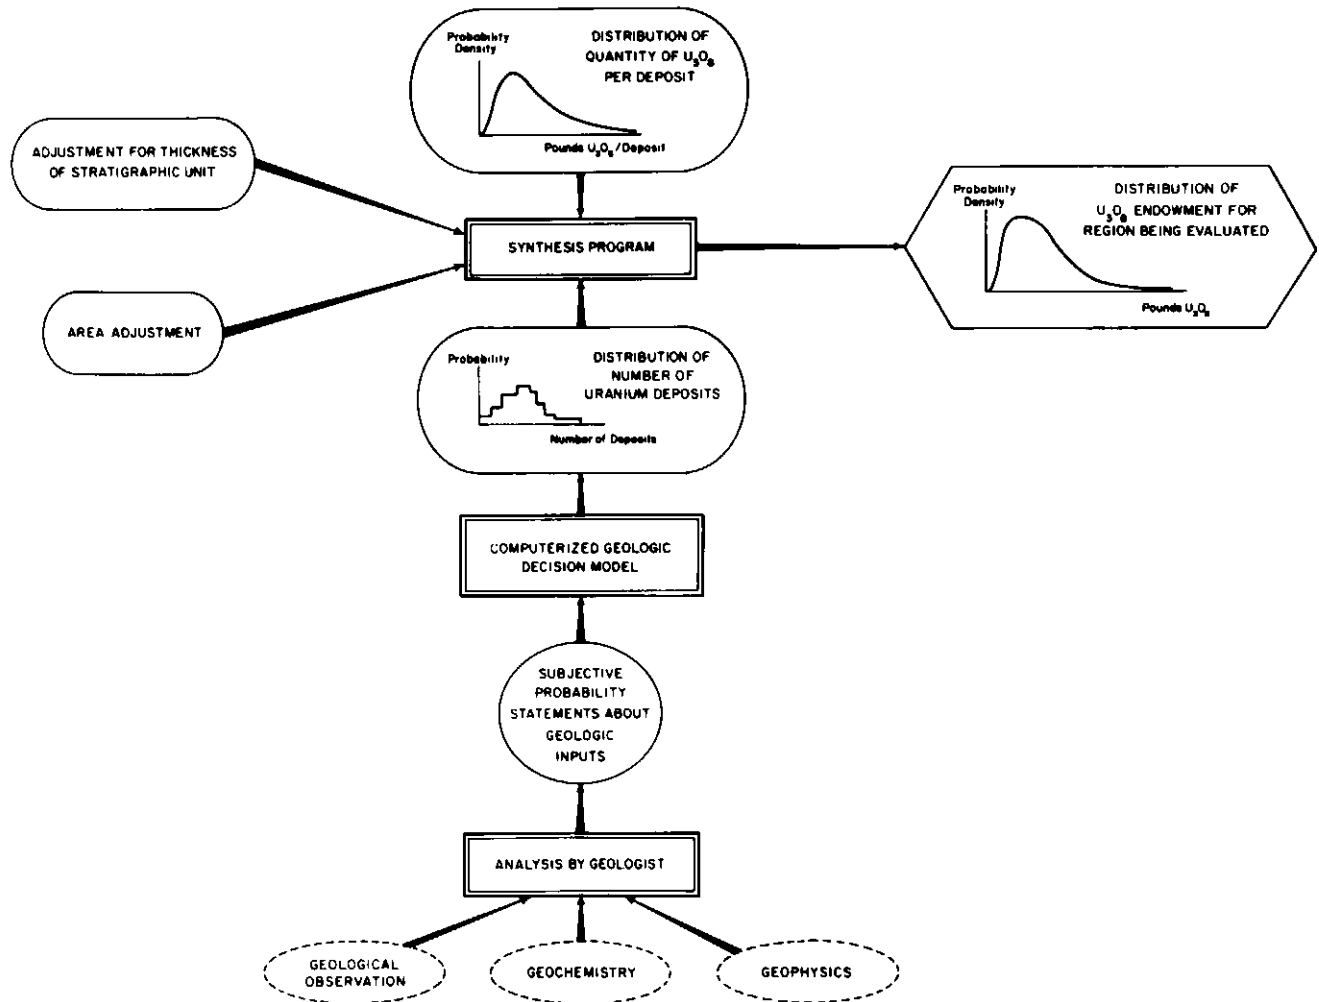 Probability
Density
DISTRIBUTION OF
QUANTITY OF U₃O₈
PER DEPOSIT
Pounds U₃O₈/Deposit
ADJUSTMENT FOR THICKNESS
OF STRATIGRAPHIC UNIT
SYNTHESIS PROGRAM
Probability
Density
DISTRIBUTION OF
U₃O₈ ENDOWMENT FOR
REGION BEING EVALUATED
Pounds U₃O₈
AREA ADJUSTMENT
Probability
DISTRIBUTION OF
NUMBER OF
URANIUM DEPOSITS
Number of Deposits
COMPUTERIZED GEOLOGIC
DECISION MODEL
SUBJECTIVE
PROBABILITY
STATEMENTS ABOUT
GEOLOGIC
INPUTS
ANALYSIS BY GEOLOGIST
GEOLOGICAL
OBSERVATION
GEOCHEMISTRY
GEOPHYSICS